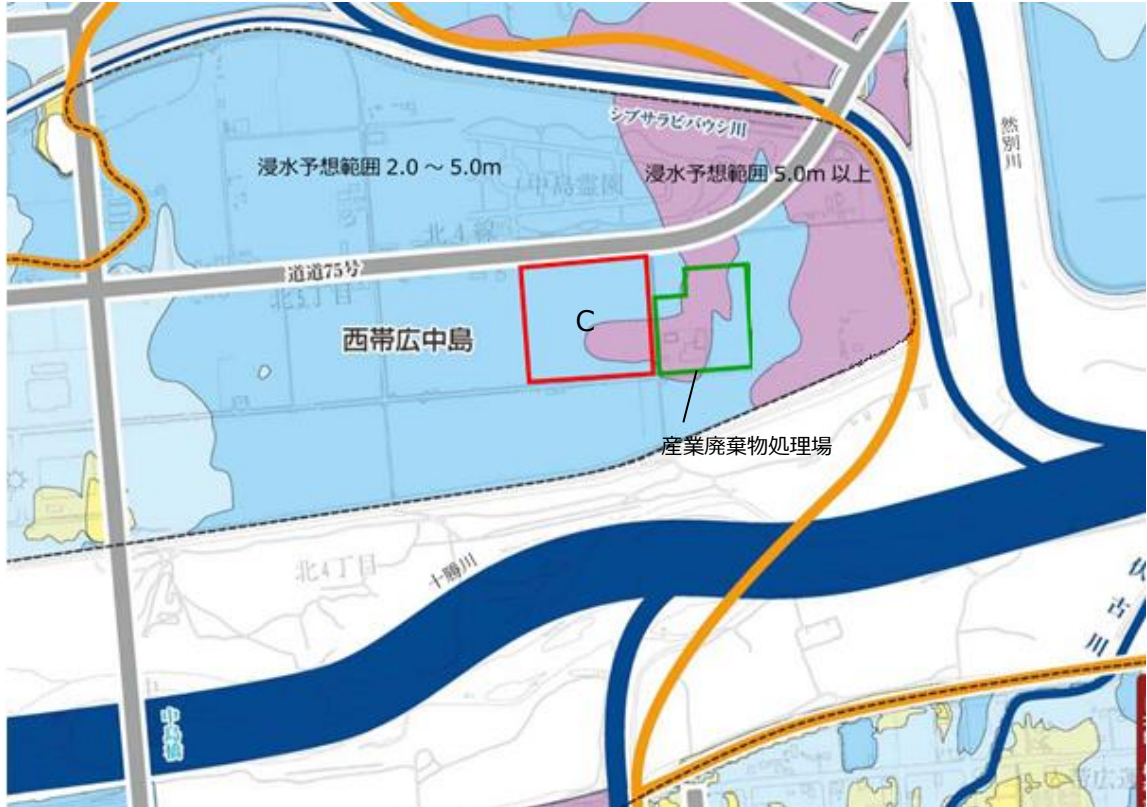 シブサラビバウシ川
然別川
浸水予想範囲 2.0 ～ 5.0m
浸水予想範囲 5.0m 以上
中島霊園
北4線
道道75号
北5丁目
C
西帯広中島
産業廃棄物処理場
北4丁目
十勝川
伏古川
中島橋